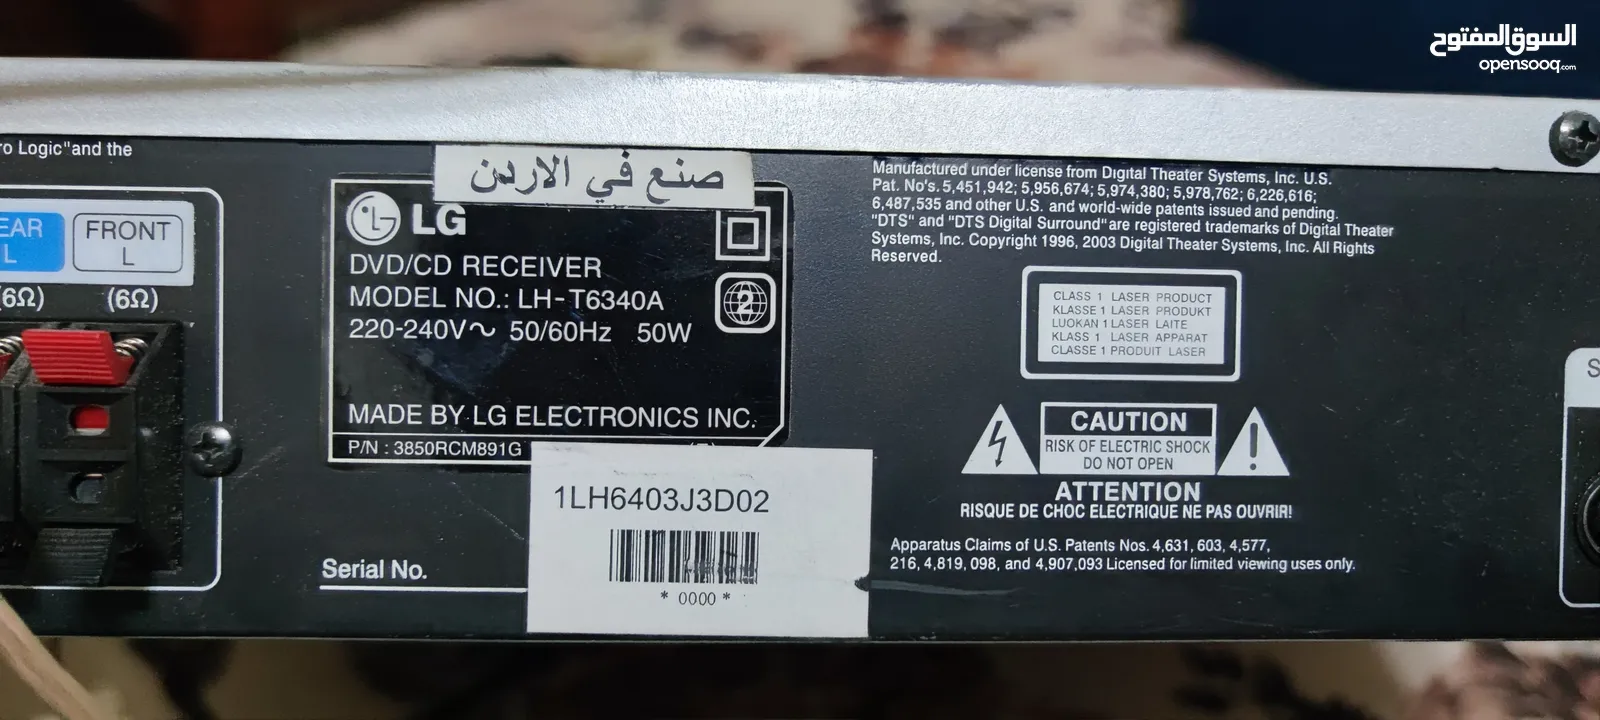 السوق المفتوح
opensooq.com
ro Logic"and the
EAR
L
FRONT
L
(6Ω)
(6Ω)
صنع في الاردن
LG
DVD/CD RECEIVER
MODEL NO.: LH-T6340A
220-240V～ 50/60Hz 50W
2
MADE BY LG ELECTRONICS INC.
P/N : 3850RCM891G
1LH6403J3D02
* 0000 *
Serial No.
Manufactured under license from Digital Theater Systems, Inc. U.S.
Pat. No's. 5,451,942; 5,956,674; 5,974,380; 5,978,762; 6,226,616;
6,487,535 and other U.S. and world-wide patents issued and pending.
"DTS" and "DTS Digital Surround" are registered trademarks of Digital Theater
Systems, Inc. Copyright 1996, 2003 Digital Theater Systems, Inc. All Rights
Reserved.
CLASS 1 LASER PRODUCT
KLASSE 1 LASER PRODUKT
LUOKAN 1 LASER LAITE
KLASS 1 LASER APPARAT
CLASSE 1 PRODUIT LASER
CAUTION
RISK OF ELECTRIC SHOCK
DO NOT OPEN
ATTENTION
RISQUE DE CHOC ELECTRIQUE NE PAS OUVRIR!
Apparatus Claims of U.S. Patents Nos. 4,631, 603, 4,577,
216, 4,819, 098, and 4,907,093 Licensed for limited viewing uses only.
S